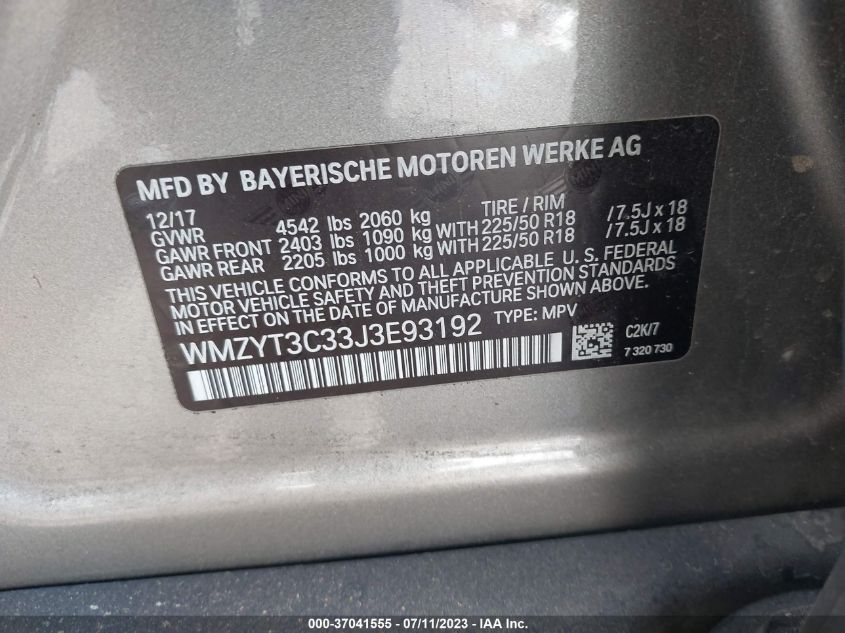 MFD BY BAYERISCHE MOTOREN WERKE AG
12/17 TIRE / RIM
GVWR 4542 lbs 2060 kg
GAWR FRONT 2403 lbs 1090 kg WITH 225/50 R18 /7.5J x 18
GAWR REAR 2205 lbs 1000 kg WITH 225/50 R18 /7.5J x 18
THIS VEHICLE CONFORMS TO ALL APPLICABLE U. S. FEDERAL
MOTOR VEHICLE SAFETY AND THEFT PREVENTION STANDARDS
IN EFFECT ON THE DATE OF MANUFACTURE SHOWN ABOVE.
WMZYT3C33J3E93192 TYPE: MPV
C2K/7
7 320 730
000-37041555 - 07/11/2023 - IAA Inc.